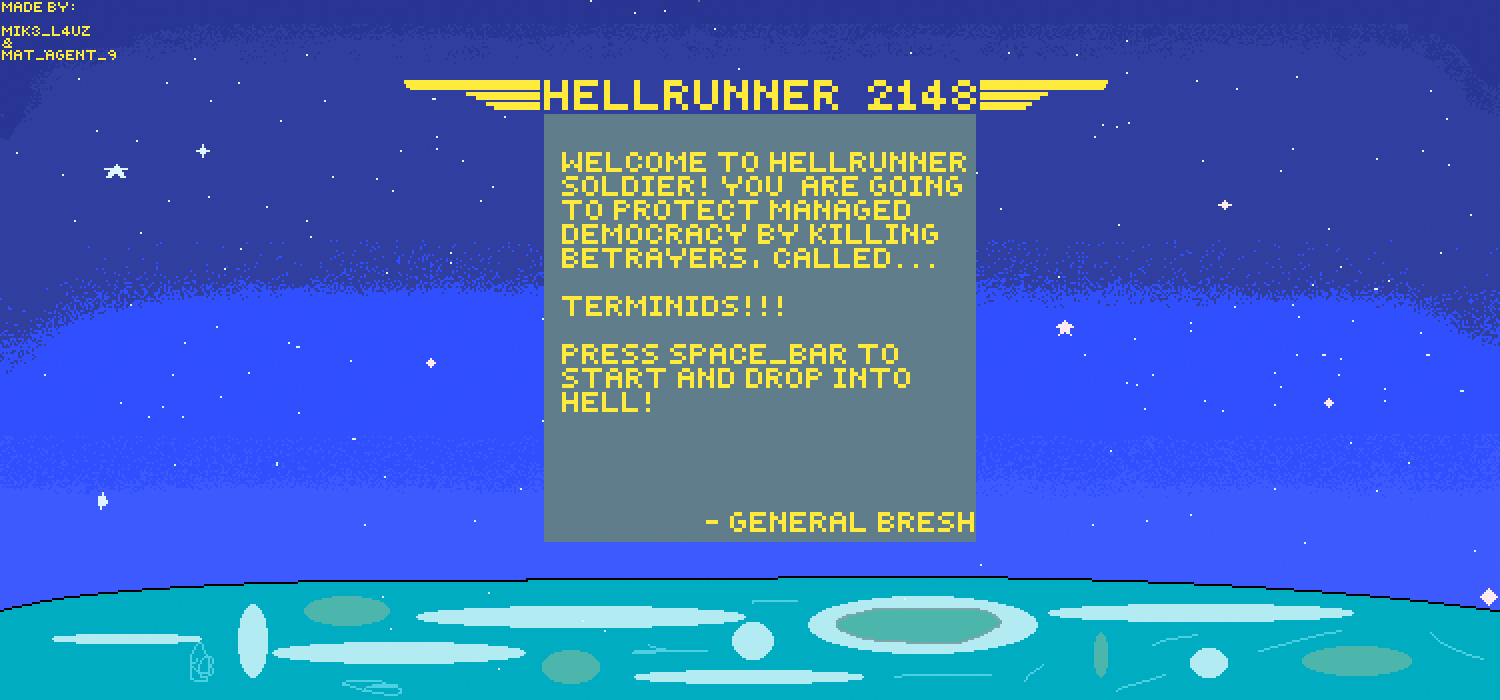 MADE BY:
MIK3_L4UZ
&
MAT_AGENT_9
HELLRUNNER 2148
WELCOME TO HELLRUNNER
SOLDIER! YOU ARE GOING
TO PROTECT MANAGED
DEMOCRACY BY KILLING
BETRAYERS. CALLED...
TERMINIDS!!!
PRESS SPACE_BAR TO
START AND DROP INTO
HELL!
- GENERAL BRESH